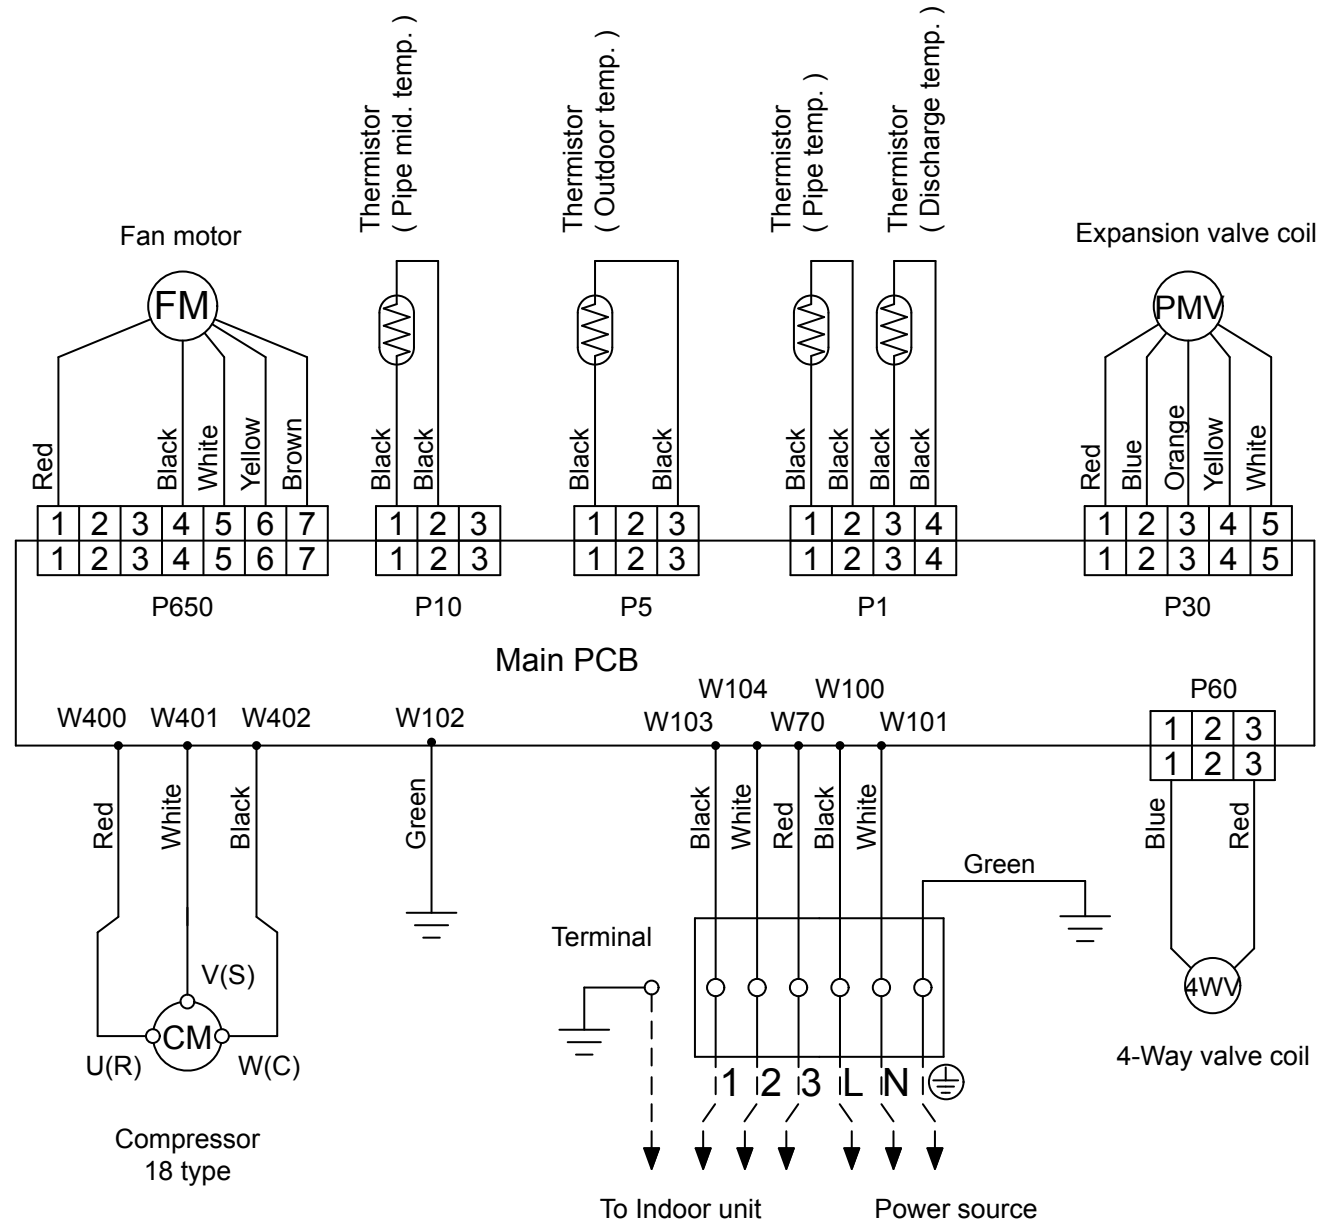 Thermistor
( Pipe mid. temp. )
Thermistor
( Outdoor temp. )
Thermistor
( Pipe temp. )
Thermistor
( Discharge temp. )
Fan motor
Expansion valve coil
FM
PMV
Red Black White Yellow Brown
Black Black
Black Black
Black Black Black Black
Red Blue Orange Yellow White
1 2 3 4 5 6 7
1 2 3
1 2 3
1 2 3 4
1 2 3 4 5
1 2 3 4 5 6 7
1 2 3
1 2 3
1 2 3 4
1 2 3 4 5
P650
P10
P5
P1
P30
Main PCB
W104 W100
P60
W400 W401 W402
W102
W103 W70 W101
1 2 3
1 2 3
Red White Black
Green
Black White Red Black White
Blue Red
Green
Terminal
V(S)
CM
U(R)
W(C)
4WV
4-Way valve coil
1 2 3 L N
Compressor
18 type
To Indoor unit
Power source